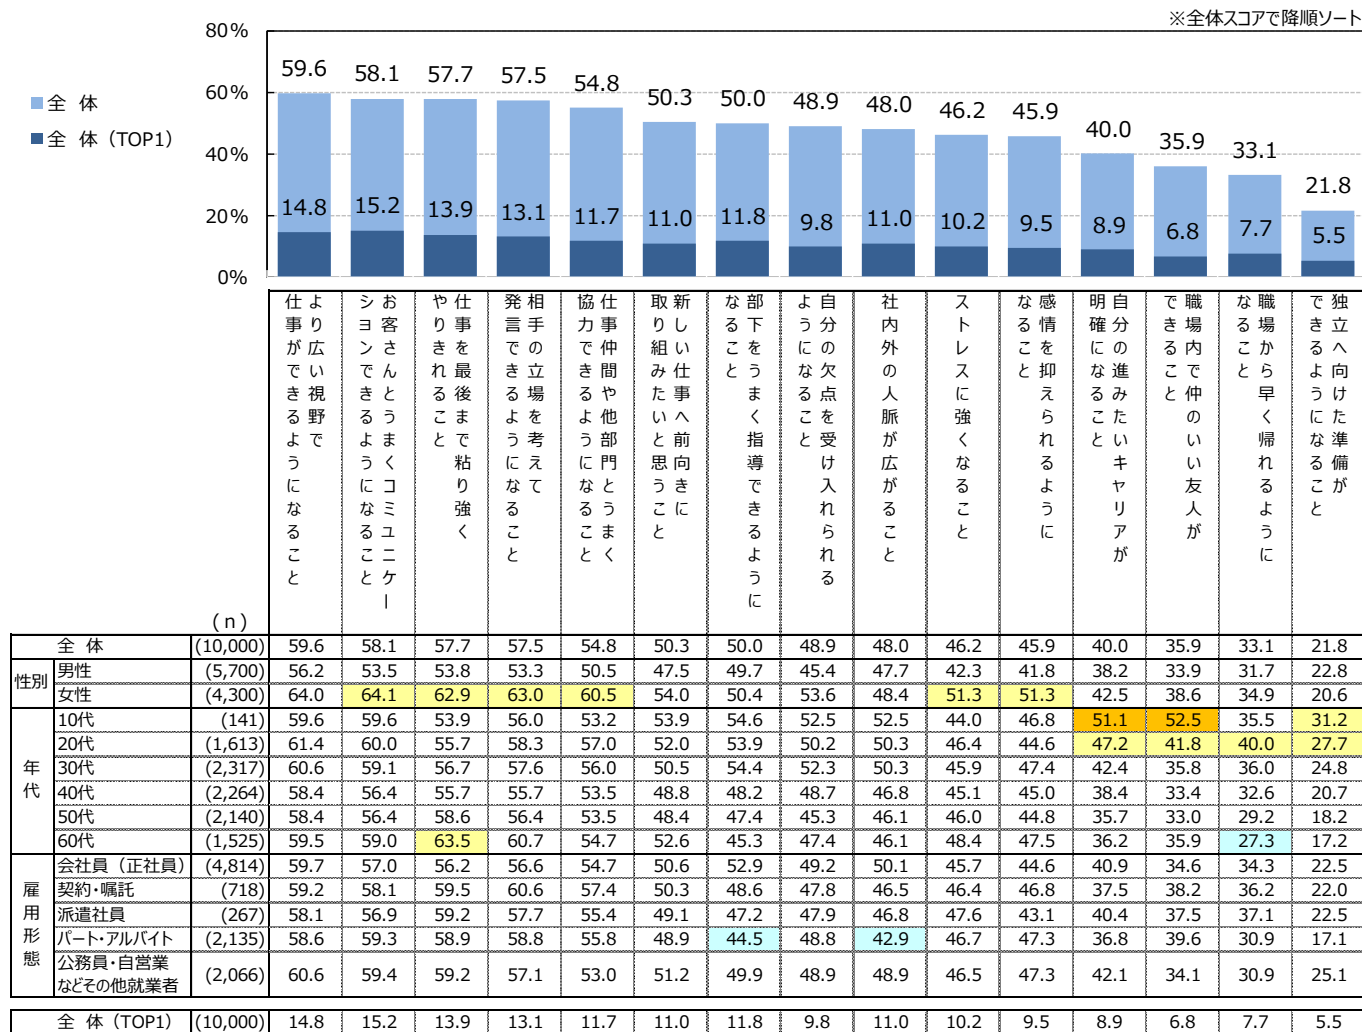 ※全体スコアで降順ソート
80%
60%
40%
20%
0%
全 体
全 体（TOP1）
59.6 58.1 57.7 57.5 54.8 50.3 50.0 48.9 48.0 46.2 45.9 40.0 35.9 33.1 21.8
14.8 15.2 13.9 13.1 11.7 11.0 11.8 9.8 11.0 10.2 9.5 8.9 6.8 7.7 5.5
より広い視野で
仕事ができるようになること
お客さんとうまくコミュニケー
ションできるようになること
仕事を最後まで粘り強く
やりきれること
相手の立場を考えて
発言できるようになること
仕事仲間や他部門とうまく
協力できるようになること
新しい仕事へ前向きに
取り組みたいと思うこと
部下をうまく指導できるように
なること
自分の欠点を受け入れられる
ようになること
社内外の人脈が広がること
ストレスに強くなること
感情を抑えられるように
なること
自分の進みたいキャリアが
明確になること
職場内で仲のいい友人が
できること
職場から早く帰れるように
なること
独立へ向けた準備が
できるようになること
(n)
全 体 (10,000) 59.6 58.1 57.7 57.5 54.8 50.3 50.0 48.9 48.0 46.2 45.9 40.0 35.9 33.1 21.8
性別
男性 (5,700) 56.2 53.5 53.8 53.3 50.5 47.5 49.7 45.4 47.7 42.3 41.8 38.2 33.9 31.7 22.8
女性 (4,300) 64.0 64.1 62.9 63.0 60.5 54.0 50.4 53.6 48.4 51.3 51.3 42.5 38.6 34.9 20.6
年代
10代 (141) 59.6 59.6 53.9 56.0 53.2 53.9 54.6 52.5 52.5 44.0 46.8 51.1 52.5 35.5 31.2
20代 (1,613) 61.4 60.0 55.7 58.3 57.0 52.0 53.9 50.2 50.3 46.4 44.6 47.2 41.8 40.0 27.7
30代 (2,317) 60.6 59.1 56.7 57.6 56.0 50.5 54.4 52.3 50.3 45.9 47.4 42.4 35.8 36.0 24.8
40代 (2,264) 58.4 56.4 55.7 55.7 53.5 48.8 48.2 48.7 46.8 45.1 45.0 38.4 33.4 32.6 20.7
50代 (2,140) 58.4 56.4 58.6 56.4 53.5 48.4 47.4 45.3 46.1 46.0 44.8 35.7 33.0 29.2 18.2
60代 (1,525) 59.5 59.0 63.5 60.7 54.7 52.6 45.3 47.4 46.1 48.4 47.5 36.2 35.9 27.3 17.2
雇用形態
会社員（正社員） (4,814) 59.7 57.0 56.2 56.6 54.7 50.6 52.9 49.2 50.1 45.7 44.6 40.9 34.6 34.3 22.5
契約・嘱託 (718) 59.2 58.1 59.5 60.6 57.4 50.3 48.6 47.8 46.5 46.4 46.8 37.5 38.2 36.2 22.0
派遣社員 (267) 58.1 56.9 59.2 57.7 55.4 49.1 47.2 47.9 46.8 47.6 43.1 40.4 37.5 37.1 22.5
パート・アルバイト (2,135) 58.6 59.3 58.9 58.8 55.8 48.9 44.5 48.8 42.9 46.7 47.3 36.8 39.6 30.9 17.1
公務員・自営業
などその他就業者 (2,066) 60.6 59.4 59.2 57.1 53.0 51.2 49.9 48.9 48.9 46.5 47.3 42.1 34.1 30.9 25.1
全 体（TOP1） (10,000) 14.8 15.2 13.9 13.1 11.7 11.0 11.8 9.8 11.0 10.2 9.5 8.9 6.8 7.7 5.5